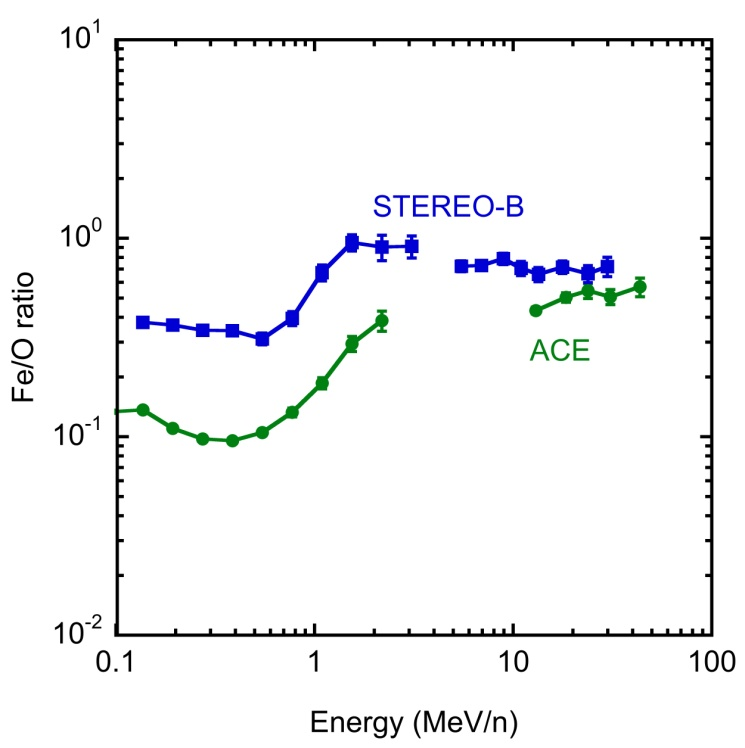 10¹
STEREO-B
10⁰
Fe/O ratio
ACE
10⁻¹
10⁻²
0.1 1 10 100
Energy (MeV/n)